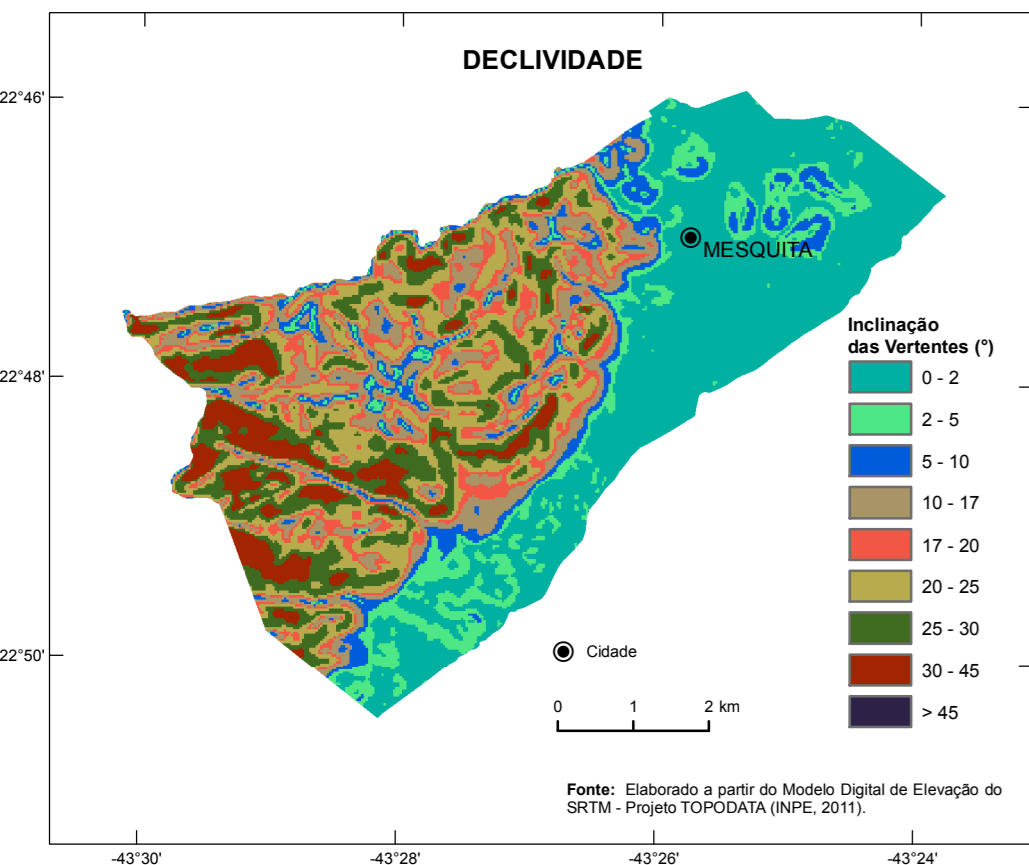 DECLIVIDADE
22°46'
22°48'
22°50'
MESQUITA
Inclinação
das Vertentes (°)
0 - 2
2 - 5
5 - 10
10 - 17
17 - 20
20 - 25
25 - 30
30 - 45
> 45
Cidade
0 1 2 km
Fonte: Elaborado a partir do Modelo Digital de Elevação do
SRTM - Projeto TOPODATA (INPE, 2011).
-43°30' -43°28' -43°26' -43°24'